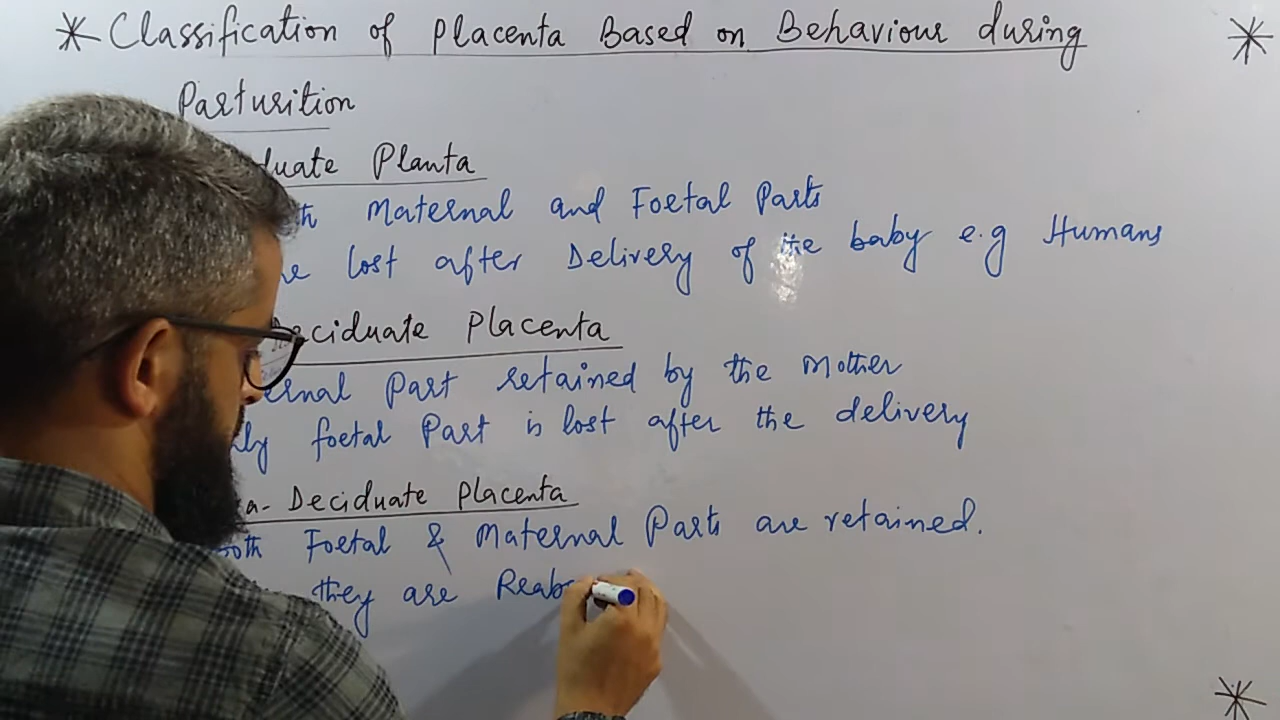 * Classification of Placenta Based on Behaviour during
Parturition
duate Planta
th Maternal and Foetal Parts
e lost after Delivery of the baby e.g Humans
eciduate Placenta
ernal Part retained by the Mother
ly foetal Part is lost after the delivery
a- Deciduate Placenta
oth Foetal & Maternal Parts are retained.
they are Reab